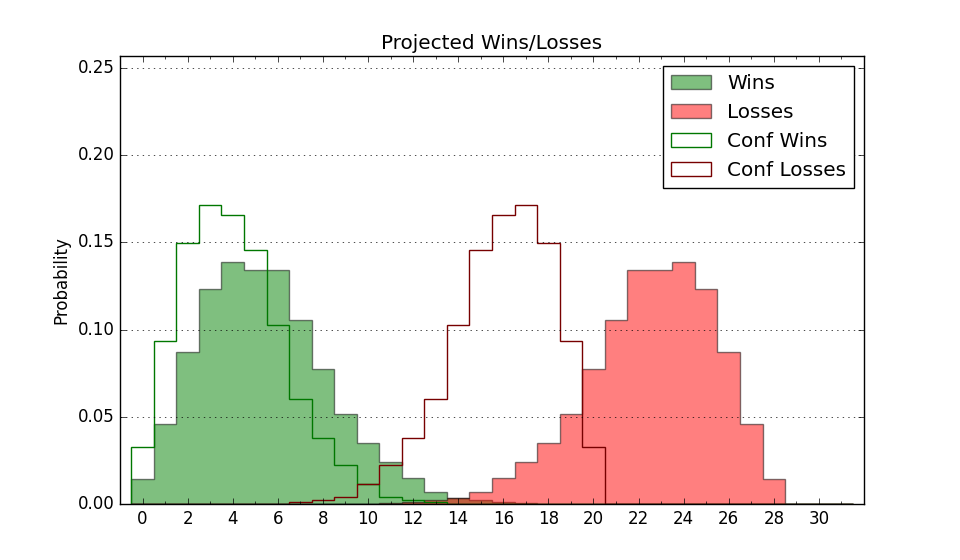 Projected Wins/Losses
0.25
0.20
0.15
0.10
0.05
0.00
Probability
Wins
Losses
Conf Wins
Conf Losses
0 2 4 6 8 10 12 14 16 18 20 22 24 26 28 30